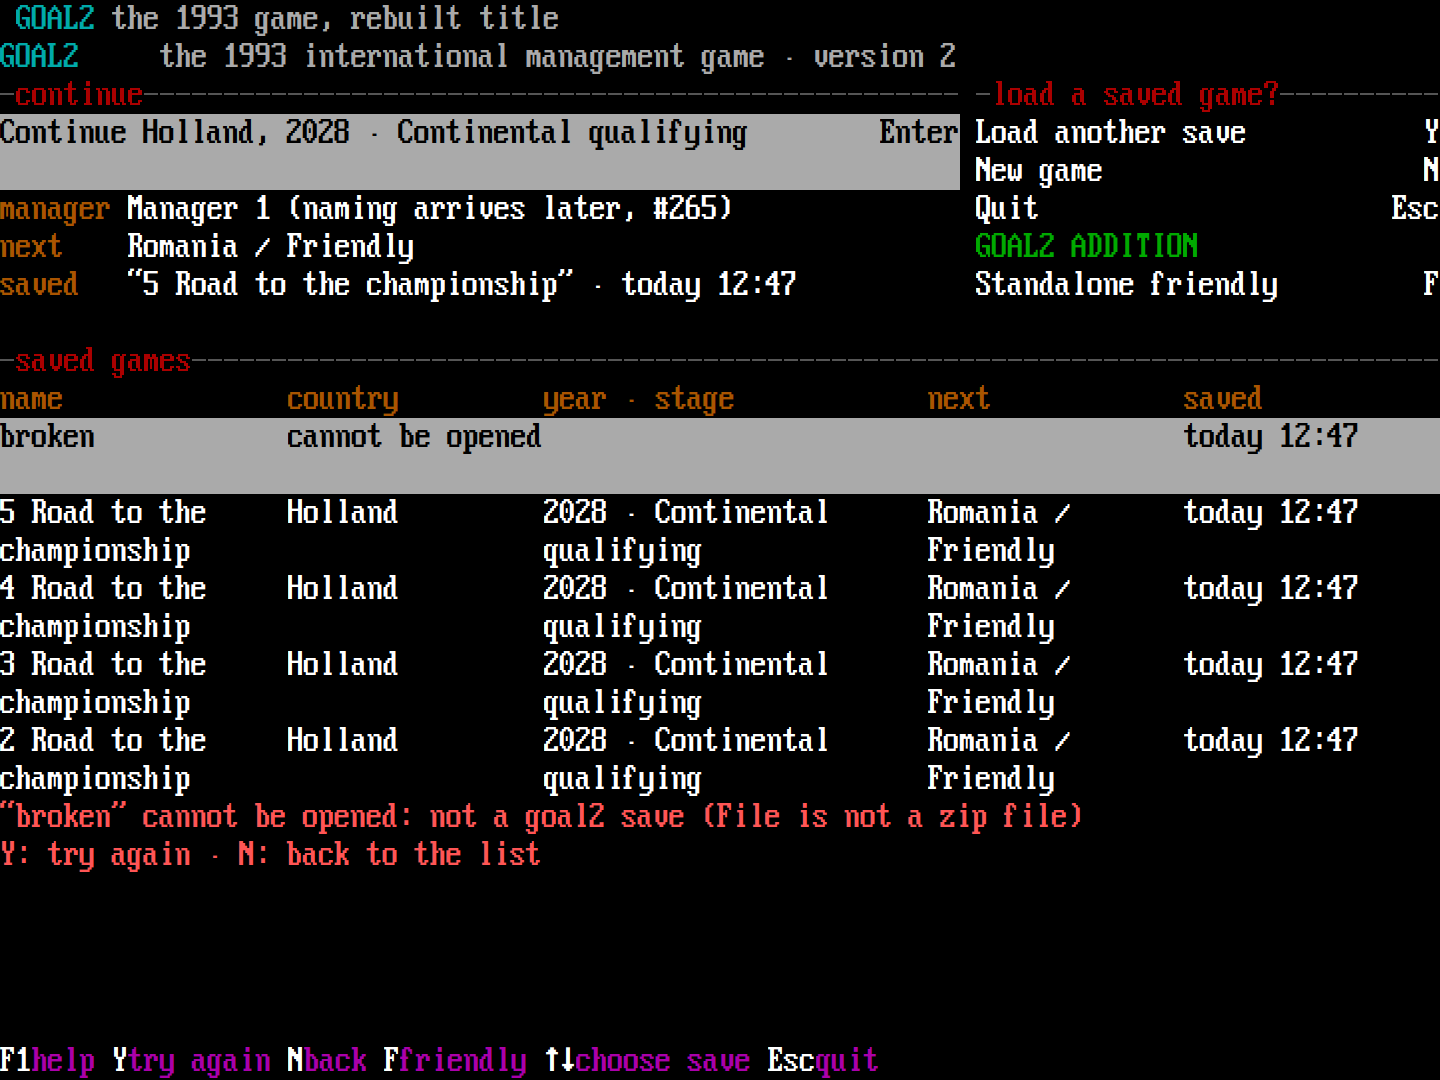 GOAL2 the 1993 game, rebuilt title
GOAL2 the 1993 international management game · version 2
continue load a saved game?
Continue Holland, 2028 · Continental qualifying Enter Load another save Y
New game N
manager Manager 1 (naming arrives later, #265) Quit Esc
next Romania / Friendly GOAL2 ADDITION
saved “5 Road to the championship” · today 12:47 Standalone friendly F
saved games
name country year · stage next saved
broken cannot be opened today 12:47
5 Road to the Holland 2028 · Continental Romania / today 12:47
championship qualifying Friendly
4 Road to the Holland 2028 · Continental Romania / today 12:47
championship qualifying Friendly
3 Road to the Holland 2028 · Continental Romania / today 12:47
championship qualifying Friendly
2 Road to the Holland 2028 · Continental Romania / today 12:47
championship qualifying Friendly
“broken” cannot be opened: not a goal2 save (File is not a zip file)
Y: try again · N: back to the list
F1help Ytry again Nback Ffriendly ↑↓choose save Escquit